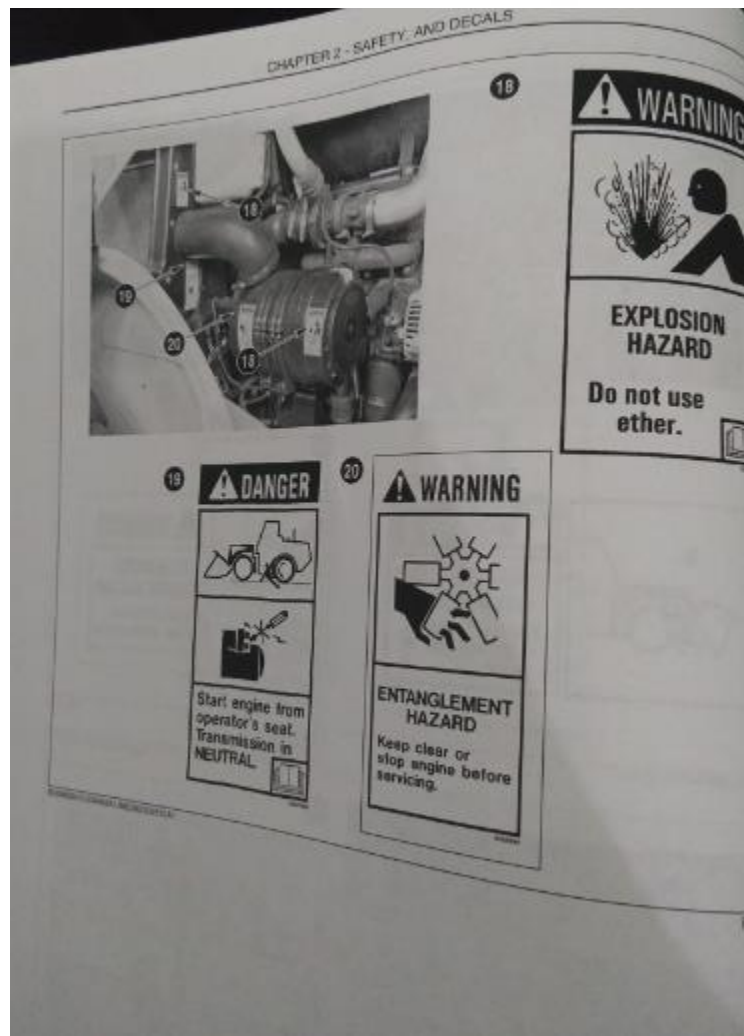 CHAPTER 2 - SAFETY, AND DECALS
18
WARNING
EXPLOSION
HAZARD
Do not use
ether.
18
19
20
18
19
DANGER
Start engine from
operator's seat.
Transmission in
NEUTRAL.
20
WARNING
ENTANGLEMENT
HAZARD
Keep clear or
stop engine before
servicing.